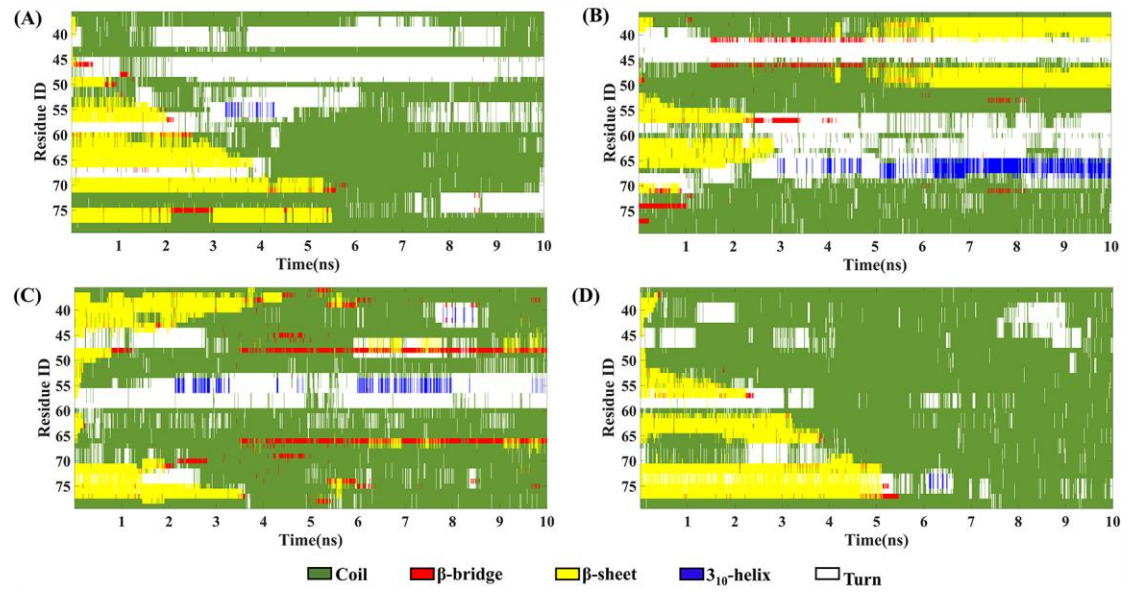 (A)
Residue ID
40
45
50
55
60
65
70
75
1 2 3 4 5 6 7 8 9 10
Time(ns)
(B)
Residue ID
40
45
50
55
60
65
70
75
1 2 3 4 5 6 7 8 9 10
Time(ns)
(C)
Residue ID
40
45
50
55
60
65
70
75
1 2 3 4 5 6 7 8 9 10
Time(ns)
(D)
Residue ID
40
45
50
55
60
65
70
75
1 2 3 4 5 6 7 8 9 10
Time(ns)
Coil β-bridge β-sheet 3₁₀-helix Turn